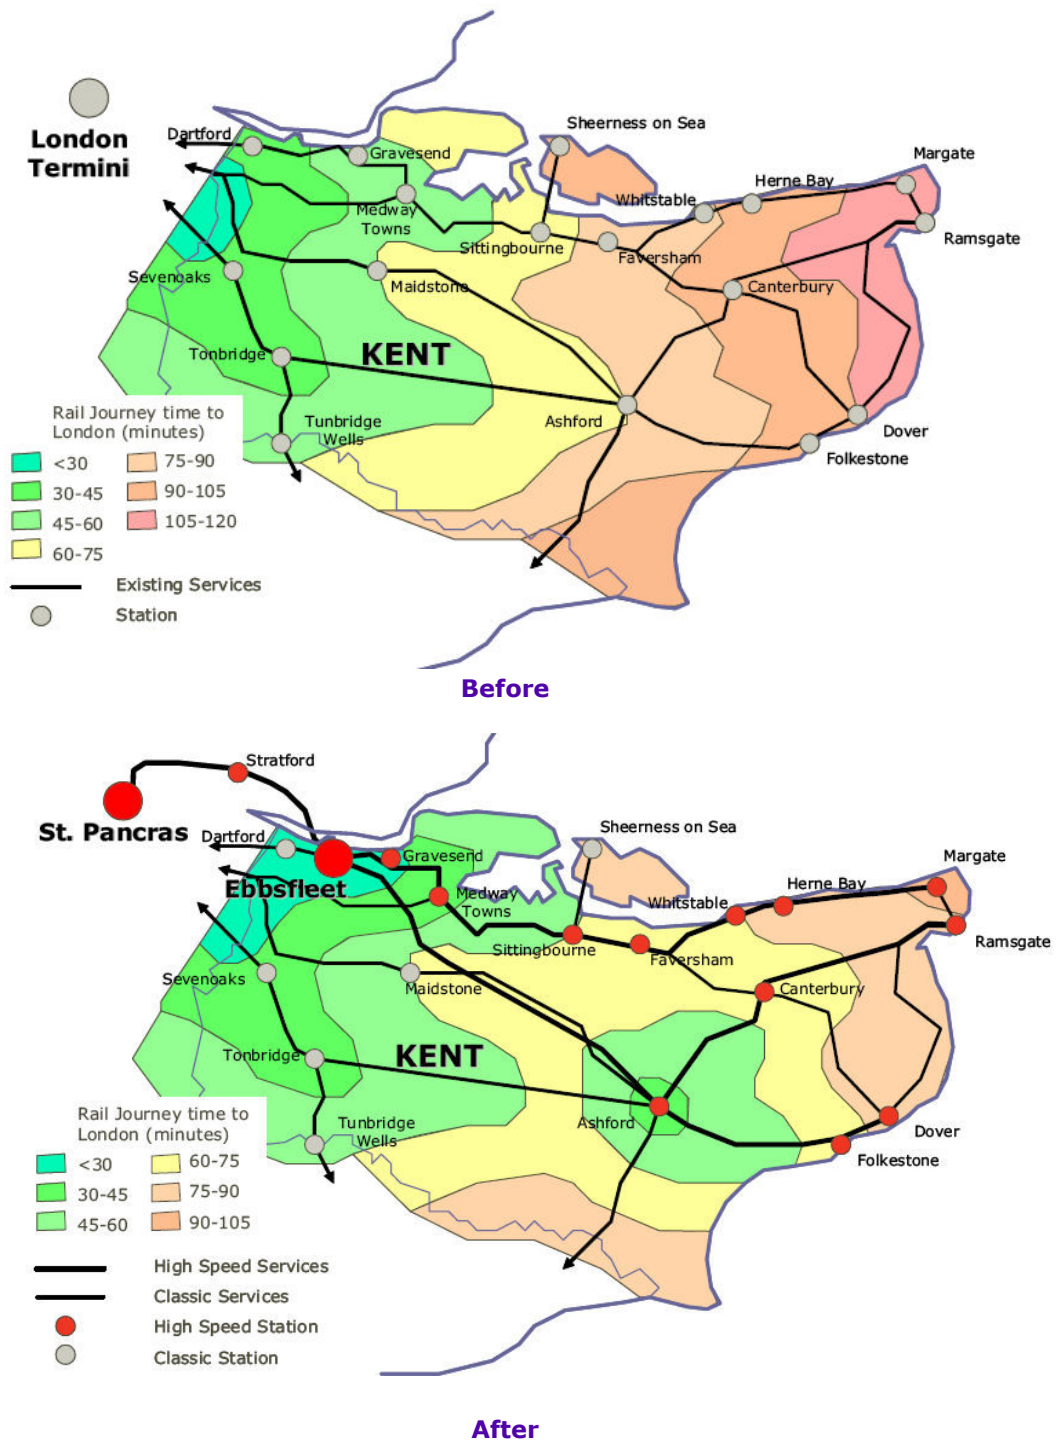 London
Termini
Dartford
Gravesend
Medway
Towns
Sheerness on Sea
Margate
Herne Bay
Whitstable
Ramsgate
Sittingbourne
Faversham
Sevenoaks
Maidstone
Canterbury
Tonbridge
KENT
Rail Journey time to
London (minutes)
Tunbridge
Wells
Ashford
Dover
Folkestone
<30
75-90
30-45
90-105
45-60
105-120
60-75
Existing Services
Station
Before
Stratford
St. Pancras
Dartford
Ebbsfleet
Gravesend
Medway
Towns
Sheerness on Sea
Margate
Herne Bay
Whitstable
Ramsgate
Sittingbourne
Faversham
Sevenoaks
Maidstone
Canterbury
Tonbridge
KENT
Rail Journey time to
London (minutes)
Tunbridge
Wells
Ashford
Dover
Folkestone
<30
60-75
30-45
75-90
45-60
90-105
High Speed Services
Classic Services
High Speed Station
Classic Station
After